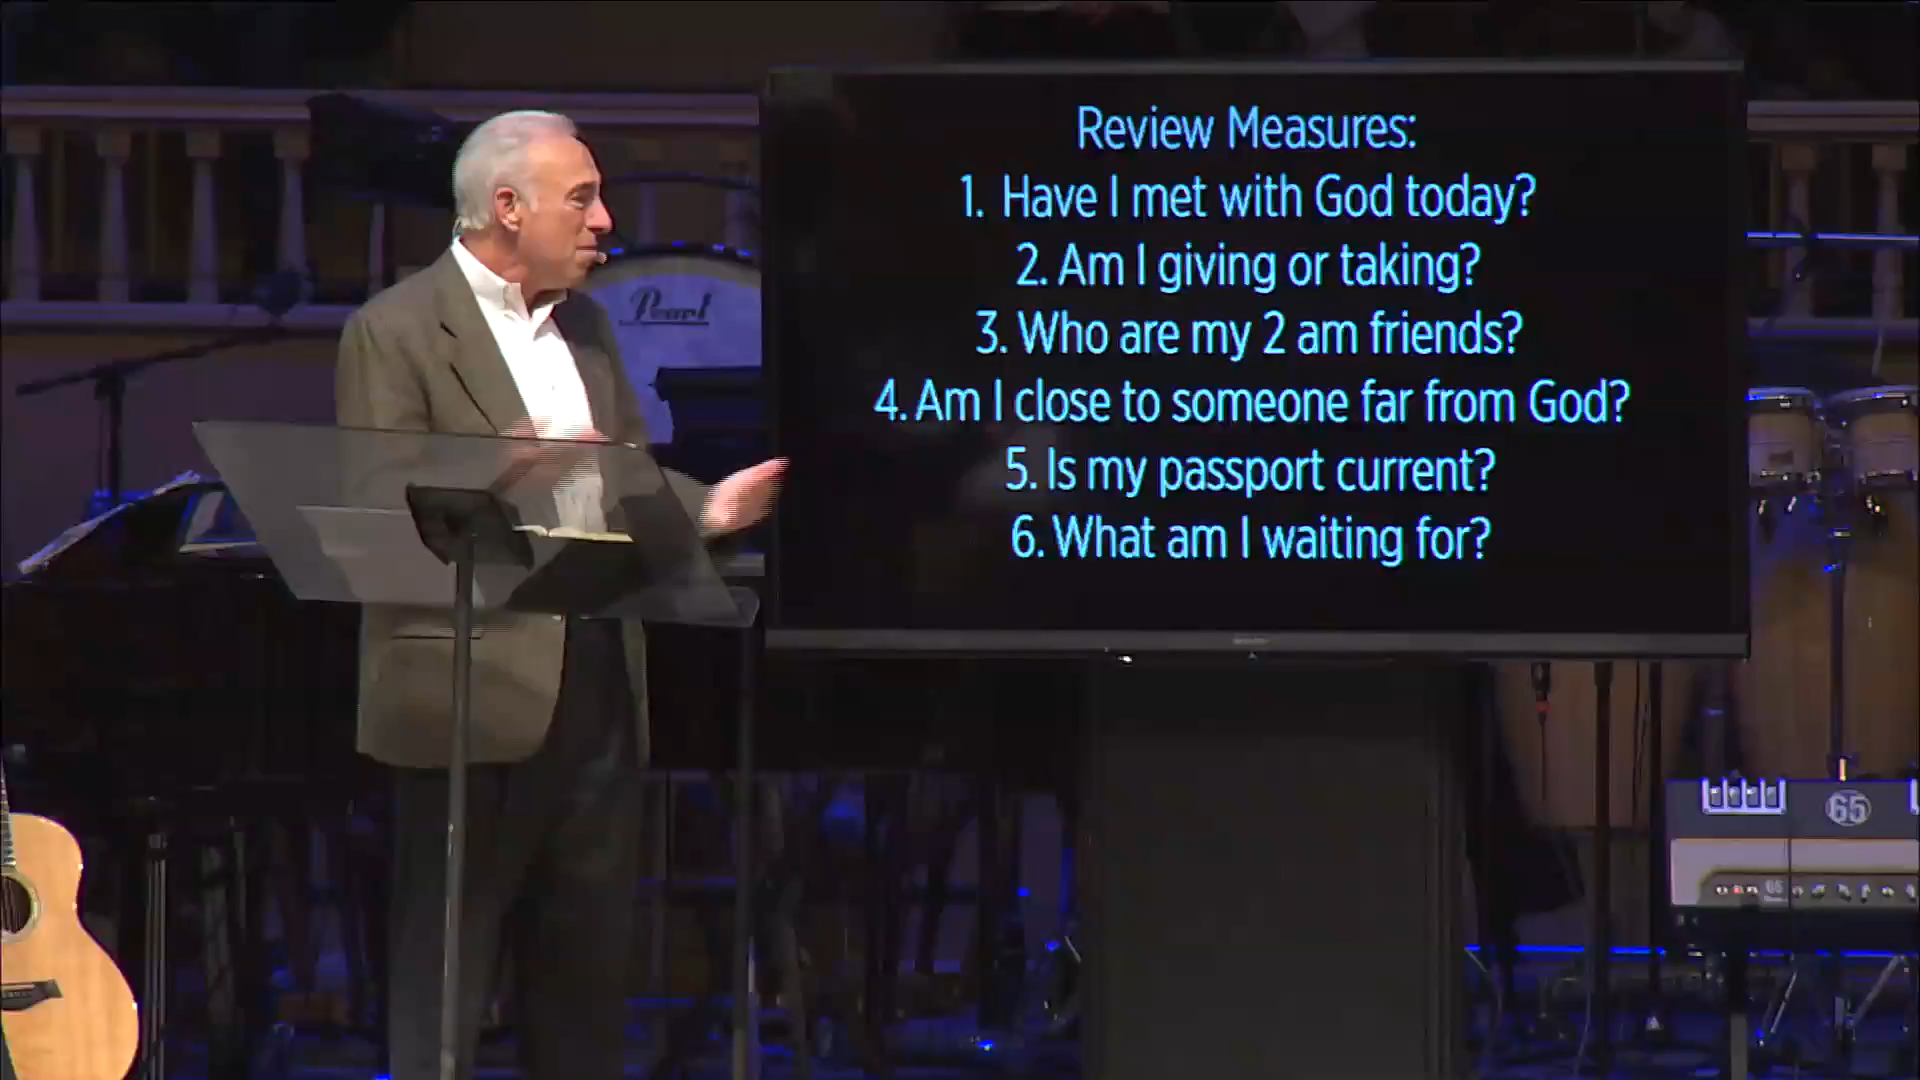 Review Measures:
1. Have I met with God today?
2. Am I giving or taking?
3. Who are my 2 am friends?
4. Am I close to someone far from God?
5. Is my passport current?
6. What am I waiting for?
Pearl
65
65